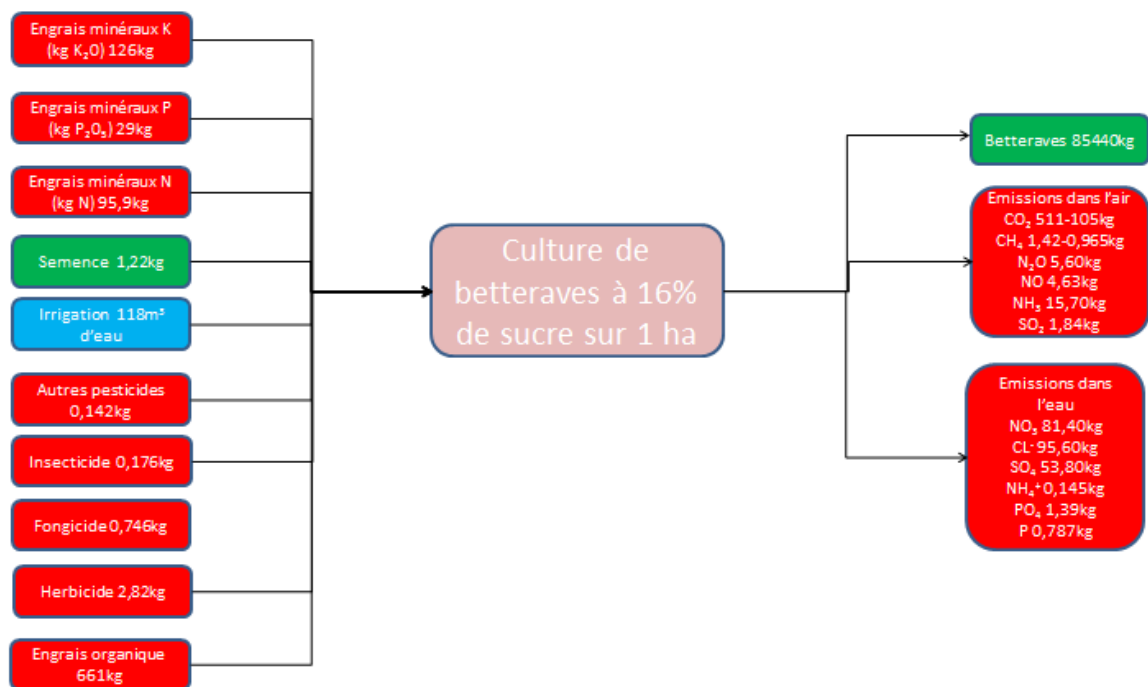 Engrais minéraux K
(kg K₂O) 126kg
Engrais minéraux P
(kg P₂O₅) 29kg
Engrais minéraux N
(kg N) 95,9kg
Semence 1,22kg
Irrigation 118m³
d'eau
Autres pesticides
0,142kg
Insecticide 0,176kg
Fongicide 0,746kg
Herbicide 2,82kg
Engrais organique
661kg
Culture de
betteraves à 16%
de sucre sur 1 ha
Betteraves 85440kg
Emissions dans l'air
CO₂ 511-105kg
CH₄ 1,42-0,965kg
N₂O 5,60kg
NO 4,63kg
NH₃ 15,70kg
SO₂ 1,84kg
Emissions dans
l'eau
NO₃ 81,40kg
CL⁻ 95,60kg
SO₄ 53,80kg
NH₄⁺ 0,145kg
PO₄ 1,39kg
P 0,787kg